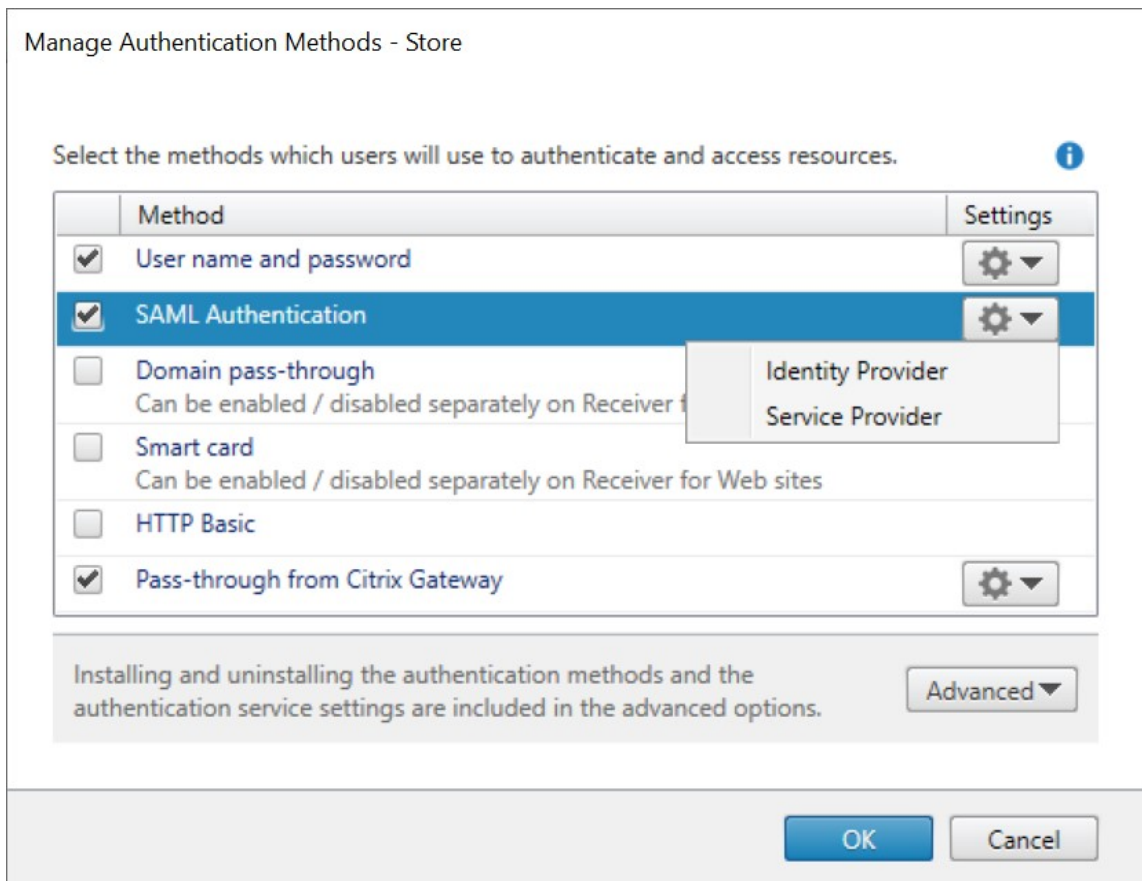 Manage Authentication Methods - Store
Select the methods which users will use to authenticate and access resources.
Method Settings
User name and password
SAML Authentication
Identity Provider
Service Provider
Domain pass-through
Can be enabled / disabled separately on Receiver
Smart card
Can be enabled / disabled separately on Receiver for Web sites
HTTP Basic
Pass-through from Citrix Gateway
Installing and uninstalling the authentication methods and the
authentication service settings are included in the advanced options.
Advanced
OK Cancel